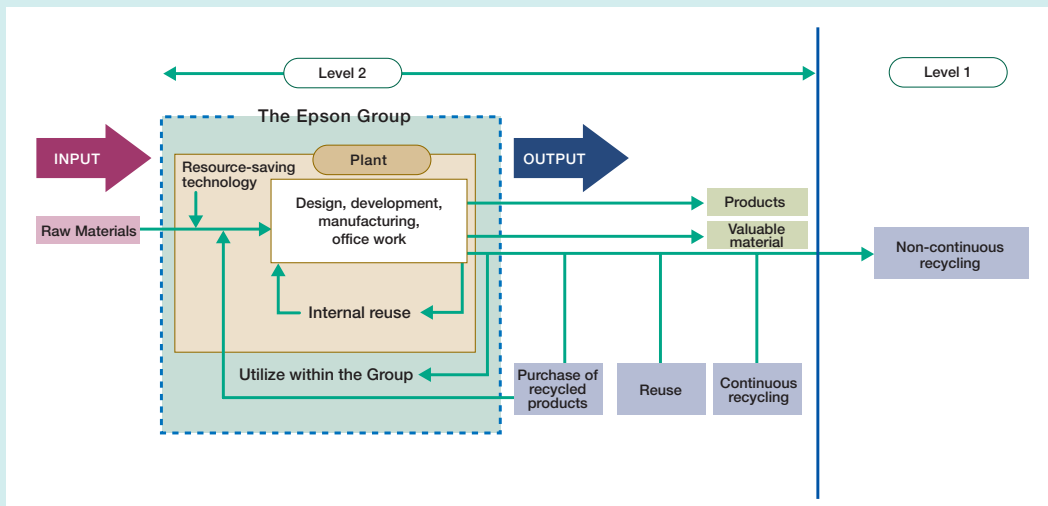 Level 2
Level 1
The Epson Group
INPUT
OUTPUT
Plant
Resource-saving
technology
Raw Materials
Design, development,
manufacturing,
office work
Products
Valuable
material
Non-continuous
recycling
Internal reuse
Utilize within the Group
Purchase of
recycled
products
Reuse
Continuous
recycling